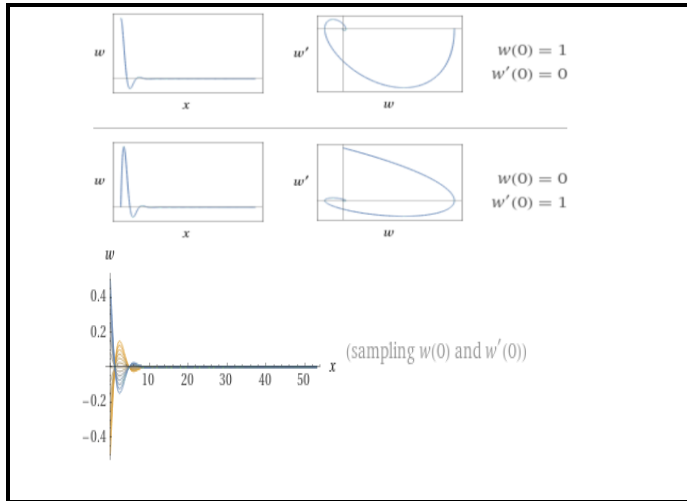 w
x
w′
w
w(0) = 1
w′(0) = 0
w
x
w′
w
w(0) = 0
w′(0) = 1
w
0.4
0.2
−0.2
−0.4
10 20 30 40 50
x
(sampling w(0) and w′(0))